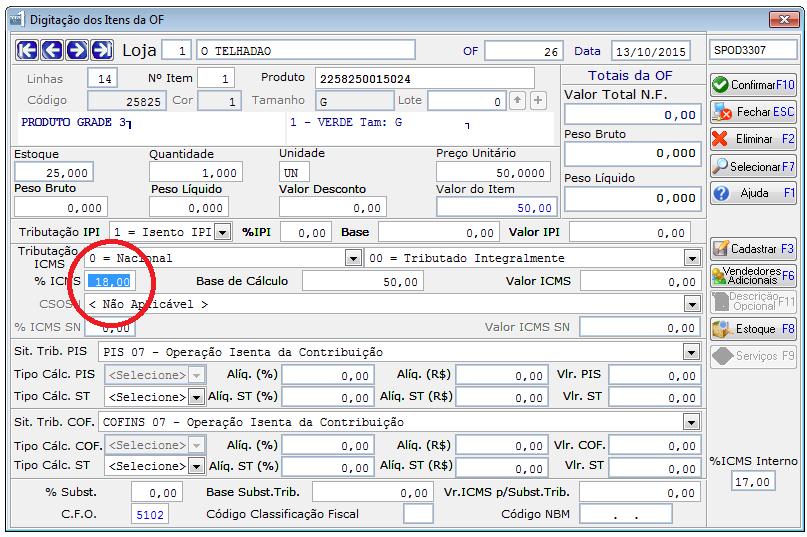 Digitação dos Itens da OF
Loja 1 O TELHADAO OF 26 Data 13/10/2015 SPOD3307
Linhas 14 Nº Item 1 Produto 2258250015024
Código 25825 Cor 1 Tamanho G Lote 0
PRODUTO GRADE 3 1 - VERDE Tam: G
Totais da OF
Valor Total N.F.
0,00
Peso Bruto
0,000
Peso Líquido
0,000
Estoque Quantidade Unidade Preço Unitário
25,000 1,000 UN 50,0000
Peso Bruto Peso Líquido Valor Desconto Valor do Item
0,000 0,000 0,00 50,00
Tributação IPI 1 = Isento IPI %IPI 0,00 Base 0,00 Valor IPI 0,00
Tributação
ICMS 0 = Nacional 00 = Tributado Integralmente
% ICMS 18,00 Base de Cálculo 50,00 Valor ICMS 0,00
CSOSN < Não Aplicável >
% ICMS SN 0,00 Valor ICMS SN 0,00
Sit. Trib. PIS PIS 07 - Operação Isenta da Contribuição
Tipo Cálc. PIS <Selecione> Alíq. (%) 0,00 Alíq. (R$) 0,00 Vlr. PIS 0,00
Tipo Cálc. ST <Selecione> Alíq. ST (%) 0,00 Alíq. ST (R$) 0,00 Vlr. ST 0,00
Sit. Trib. COF. COFINS 07 - Operação Isenta da Contribuição
Tipo Cálc. COF. <Selecione> Alíq. (%) 0,00 Alíq. (R$) 0,00 Vlr. COF. 0,00
Tipo Cálc. ST <Selecione> Alíq. ST (%) 0,00 Alíq. ST (R$) 0,00 Vlr. ST 0,00
% Subst. 0,00 Base Subst.Trib. 0,00 Vr.ICMS p/Subst.Trib. 0,00
C.F.O. 5102 Código Classificação Fiscal Código NBM . .
Confirmar F10
Fechar ESC
Eliminar F2
Selecionar F7
Ajuda F1
Cadastrar F3
Vendedores
Adicionais F6
Descrição
Opcional F11
Estoque F8
Serviços F9
%ICMS Interno
17,00